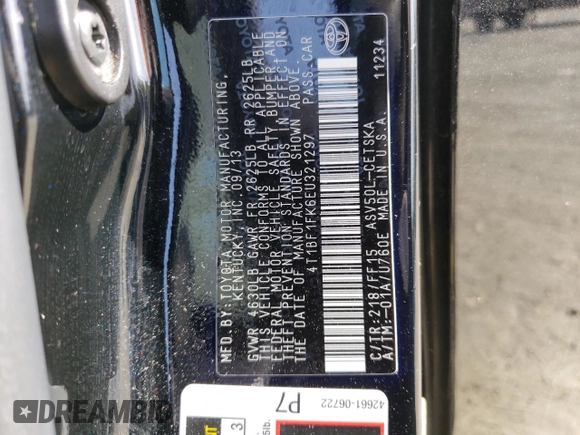 MFD.BY:TOYOTA MOTOR MANUFACTURING,
KENTUCKY, INC. 09/13
GVWR 4630LB GAWR FR 2625LB RR 2625LB
THIS VEHICLE CONFORMS TO ALL APPLICABLE
FEDERAL MOTOR VEHICLE SAFETY, BUMPER AND
THEFT PREVENTION STANDARDS IN EFFECT ON
THE DATE OF MANUFACTURE SHOWN ABOVE.
4T1BF1FK6EU321297 PASS.CAR
C/TR:218/FF15 ASV50L-CETSKA
A/TM:-01A/U760E MADE IN U.S.A. 11234
42661-06722
P7
3
DIRECTCARBUYING